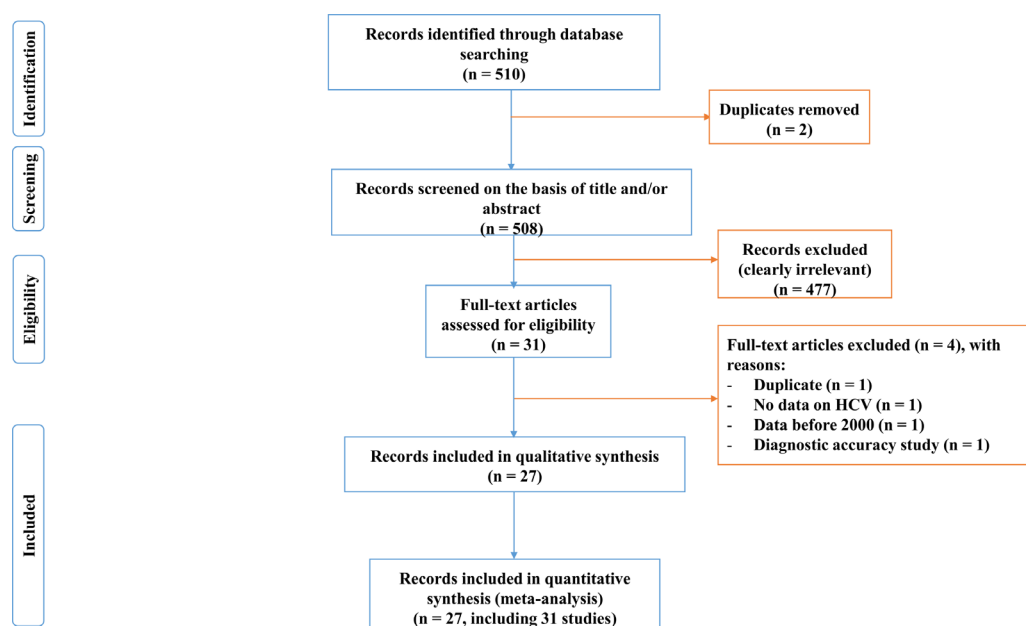 Identification
Records identified through database
searching
(n = 510)
Duplicates removed
(n = 2)
Screening
Records screened on the basis of title and/or
abstract
(n = 508)
Records excluded
(clearly irrelevant)
(n = 477)
Eligibility
Full-text articles
assessed for eligibility
(n = 31)
Full-text articles excluded (n = 4), with
reasons:
- Duplicate (n = 1)
- No data on HCV (n = 1)
- Data before 2000 (n = 1)
- Diagnostic accuracy study (n = 1)
Included
Records included in qualitative synthesis
(n = 27)
Records included in quantitative
synthesis (meta-analysis)
(n = 27, including 31 studies)